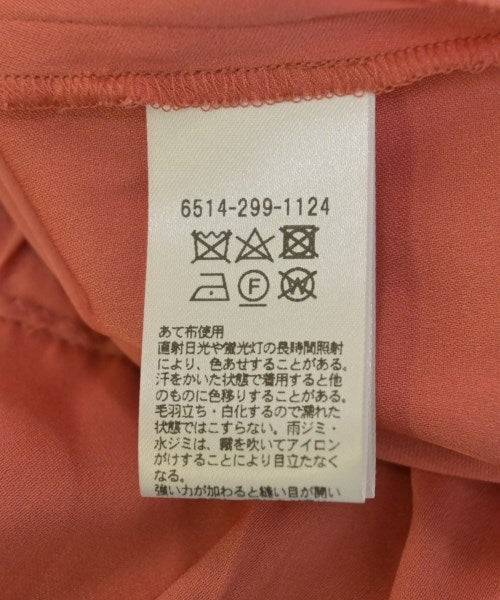 6514-299-1124
F
W
あて布使用
直射日光や蛍光灯の長時間照射
により、色あせすることがある。
汗をかいた状態で着用すると他
のものに色移りすることがある。
毛羽立ち・白化するので濡れた
状態ではこすらない。雨ジミ・
水ジミは、霧を吹いてアイロン
がけすることにより目立たなく
なる。
強い力が加わると縫い目が開い